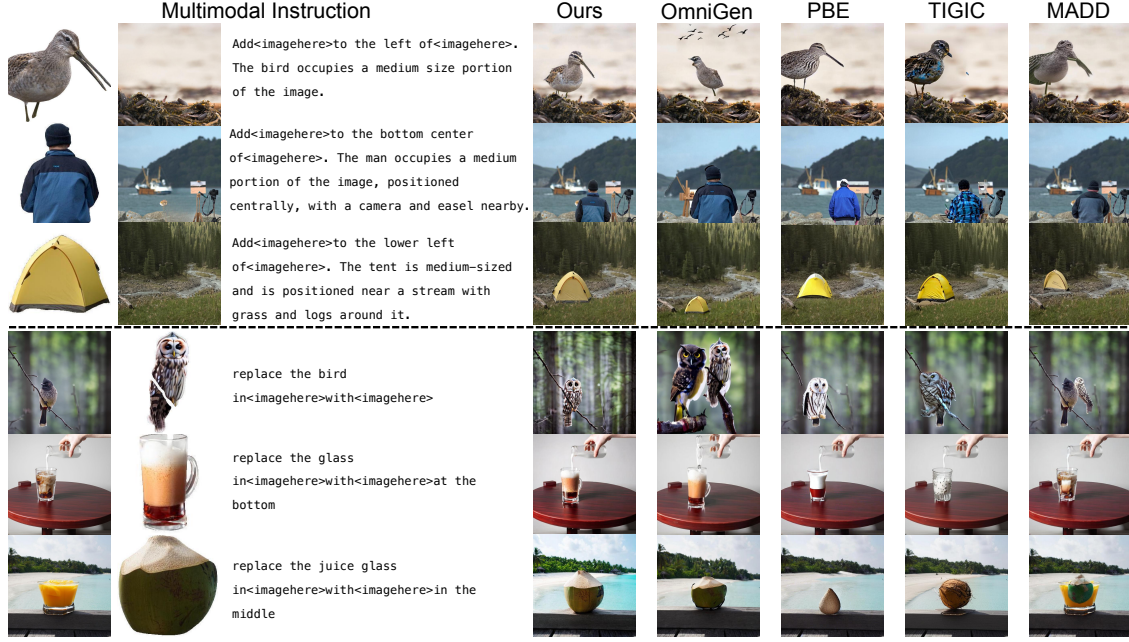 Multimodal Instruction
Ours
OmniGen
PBE
TIGIC
MADD
Add<imagehere>to the left of<imagehere>.
The bird occupies a medium size portion
of the image.
Add<imagehere>to the bottom center
of<imagehere>. The man occupies a medium
portion of the image, positioned
centrally, with a camera and easel nearby.
Add<imagehere>to the lower left
of<imagehere>. The tent is medium-sized
and is positioned near a stream with
grass and logs around it.
replace the bird
in<imagehere>with<imagehere>
replace the glass
in<imagehere>with<imagehere>at the
bottom
replace the juice glass
in<imagehere>with<imagehere>in the
middle